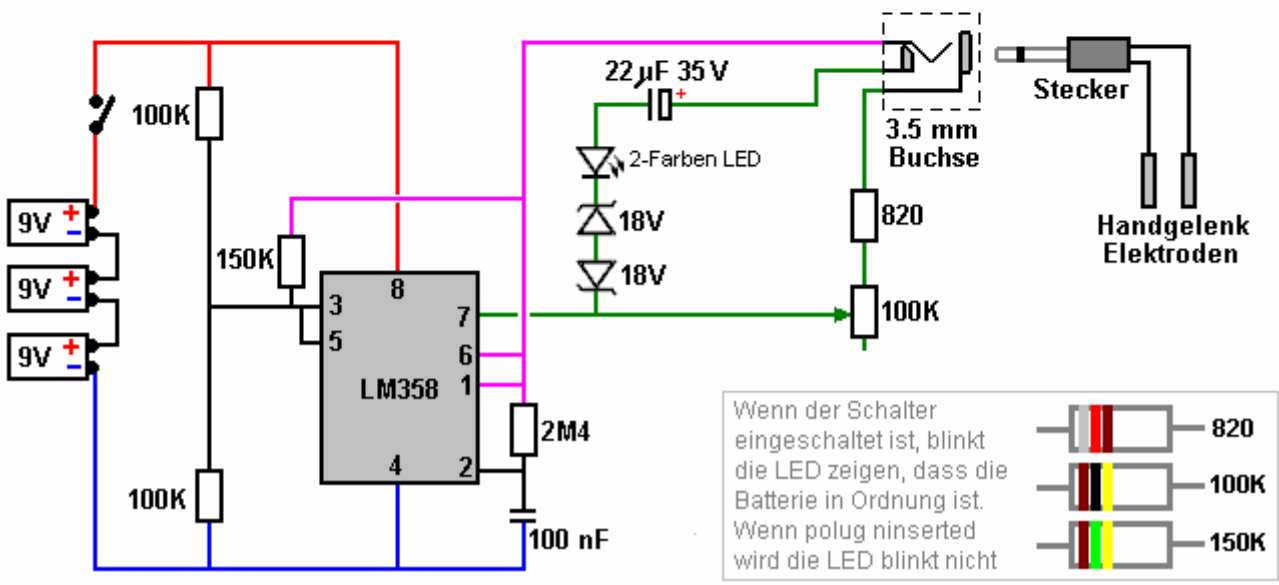 22 µF 35 V
+
Stecker
100K
3.5 mm
Buchse
2-Farben LED
9V + -
18V
820
Handgelenk
Elektroden
150K
9V + -
18V
8
3
7
100K
5
9V + -
6
LM358
1
2M4
4
2
100K
100 nF
Wenn der Schalter
eingeschaltet ist, blinkt
die LED zeigen, dass die
Batterie in Ordnung ist.
Wenn polug ninserted
wird die LED blinkt nicht
820
100K
150K